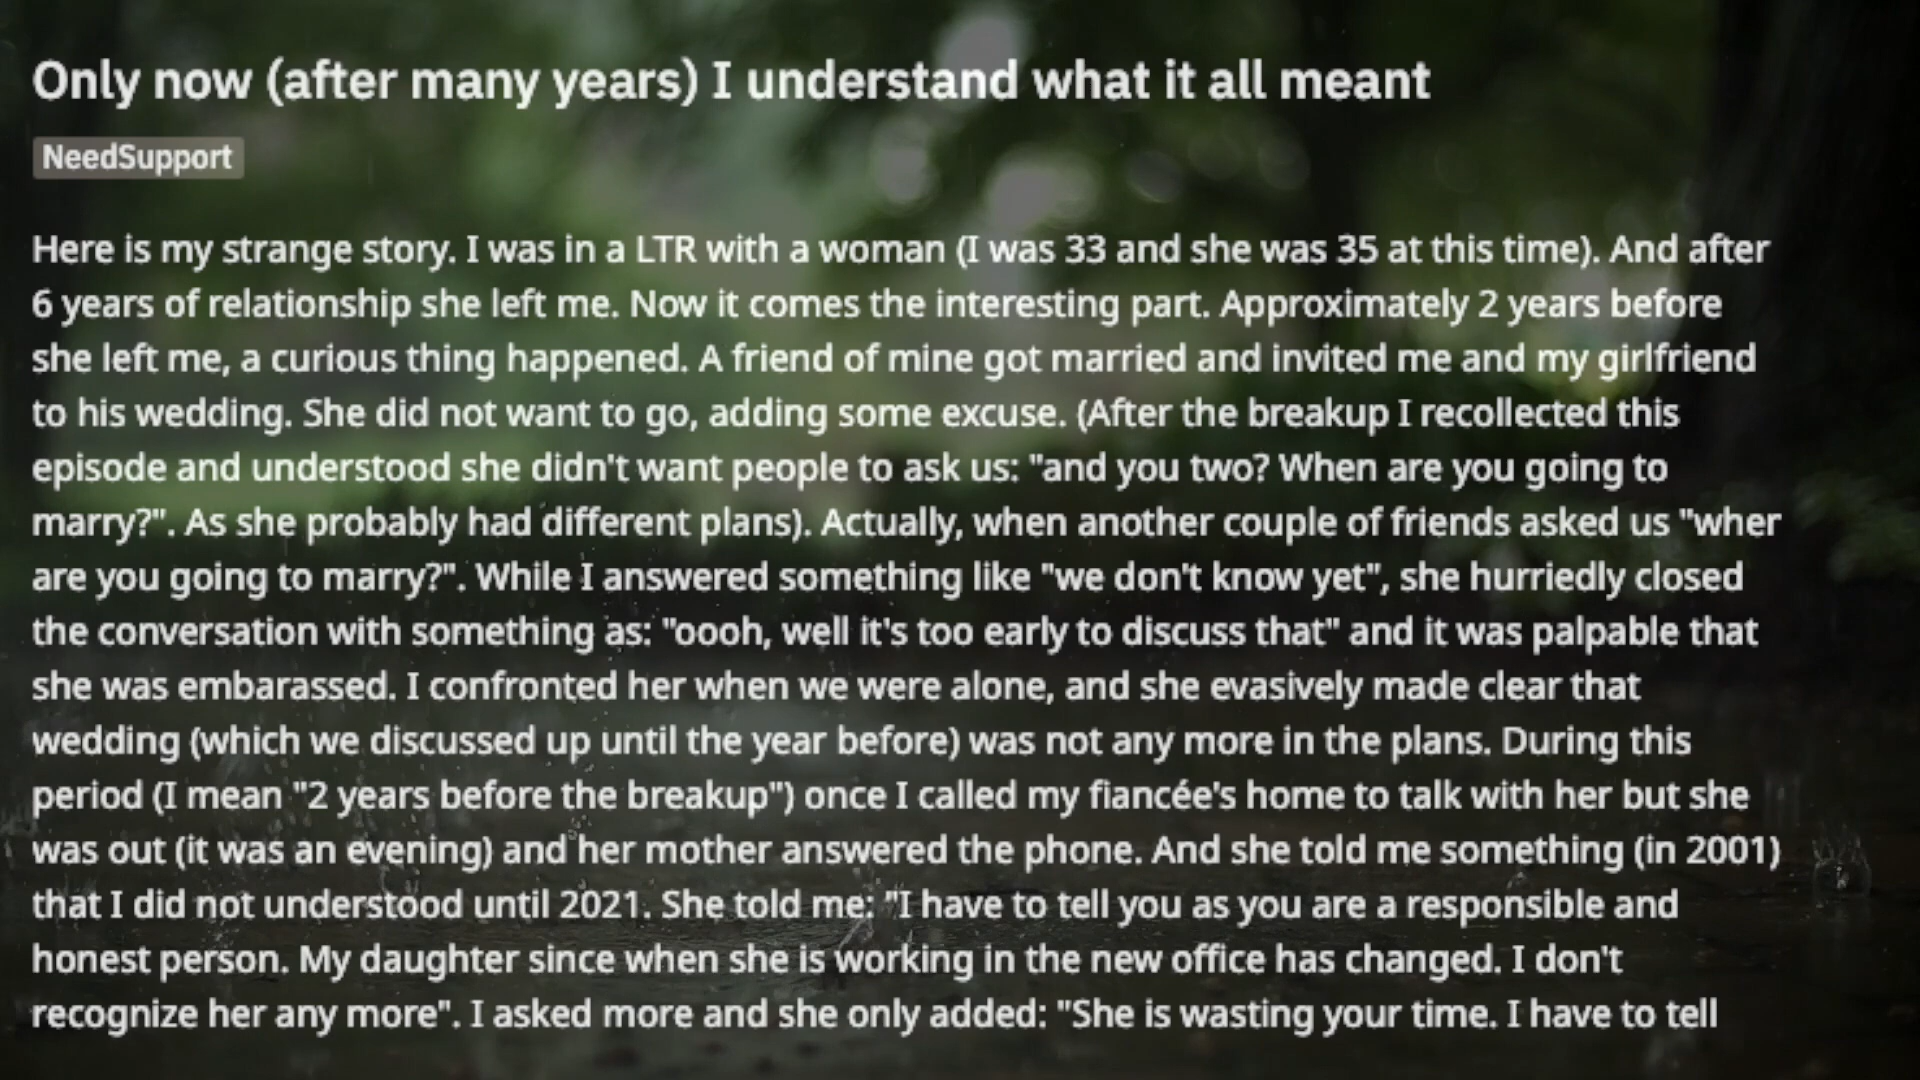 Only now (after many years) I understand what it all meant
NeedSupport
Here is my strange story. I was in a LTR with a woman (I was 33 and she was 35 at this time). And after
6 years of relationship she left me. Now it comes the interesting part. Approximately 2 years before
she left me, a curious thing happened. A friend of mine got married and invited me and my girlfriend
to his wedding. She did not want to go, adding some excuse. (After the breakup I recollected this
episode and understood she didn't want people to ask us: "and you two? When are you going to
marry?". As she probably had different plans). Actually, when another couple of friends asked us "wher
are you going to marry?". While I answered something like "we don't know yet", she hurriedly closed
the conversation with something as: "oooh, well it's too early to discuss that" and it was palpable that
she was embarassed. I confronted her when we were alone, and she evasively made clear that
wedding (which we discussed up until the year before) was not any more in the plans. During this
period (I mean "2 years before the breakup") once I called my fiancée's home to talk with her but she
was out (it was an evening) and her mother answered the phone. And she told me something (in 2001)
that I did not understood until 2021. She told me: "I have to tell you as you are a responsible and
honest person. My daughter since when she is working in the new office has changed. I don't
recognize her any more". I asked more and she only added: "She is wasting your time. I have to tell